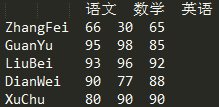 语文 数学 英语
ZhangFei 66 30 65
GuanYu 95 98 85
LiuBei 93 96 92
DianWei 90 77 88
XuChu 80 90 90